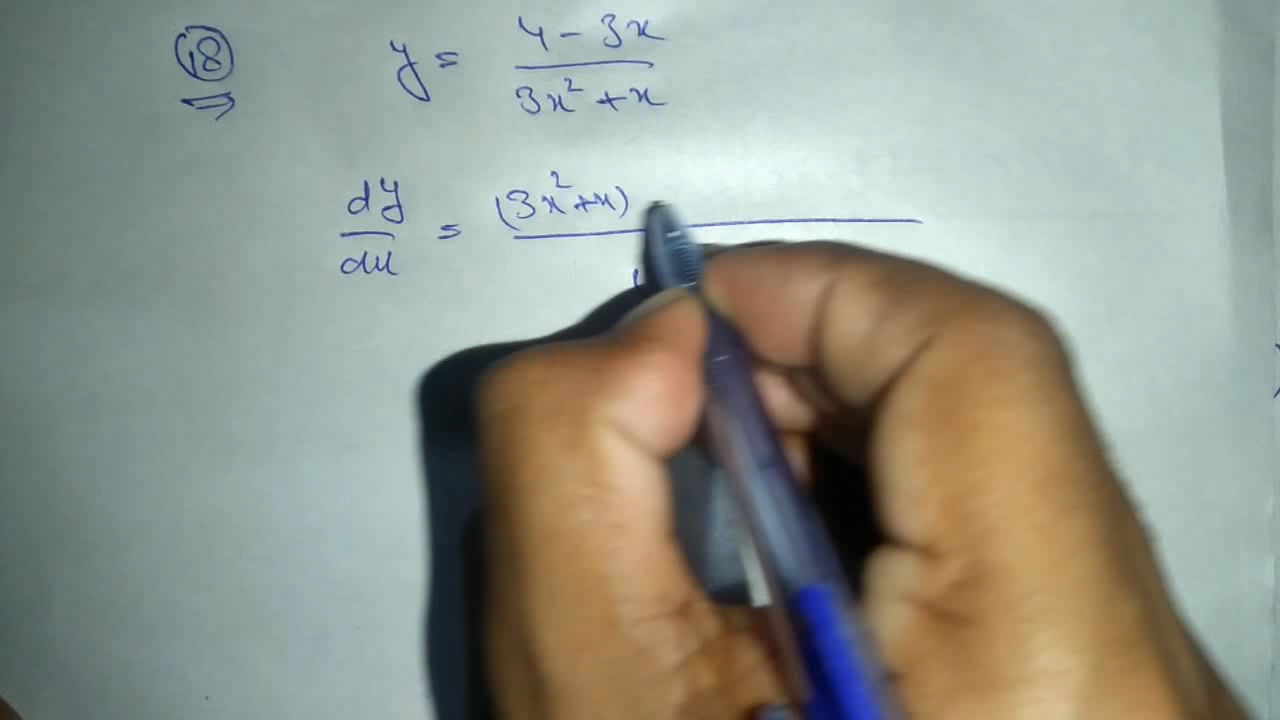 18 y = 4 - 3x / 3x² + x
⇒
dy/dx = (3x² + x)